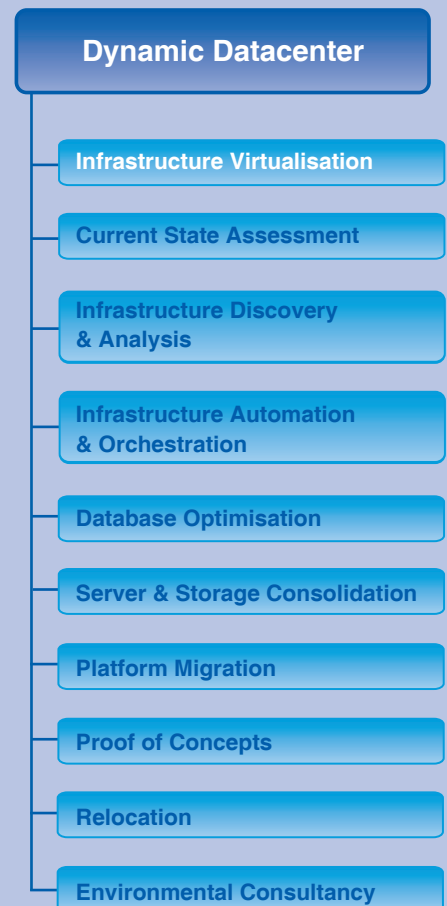 Dynamic Datacenter
Infrastructure Virtualisation
Current State Assessment
Infrastructure Discovery
& Analysis
Infrastructure Automation
& Orchestration
Database Optimisation
Server & Storage Consolidation
Platform Migration
Proof of Concepts
Relocation
Environmental Consultancy